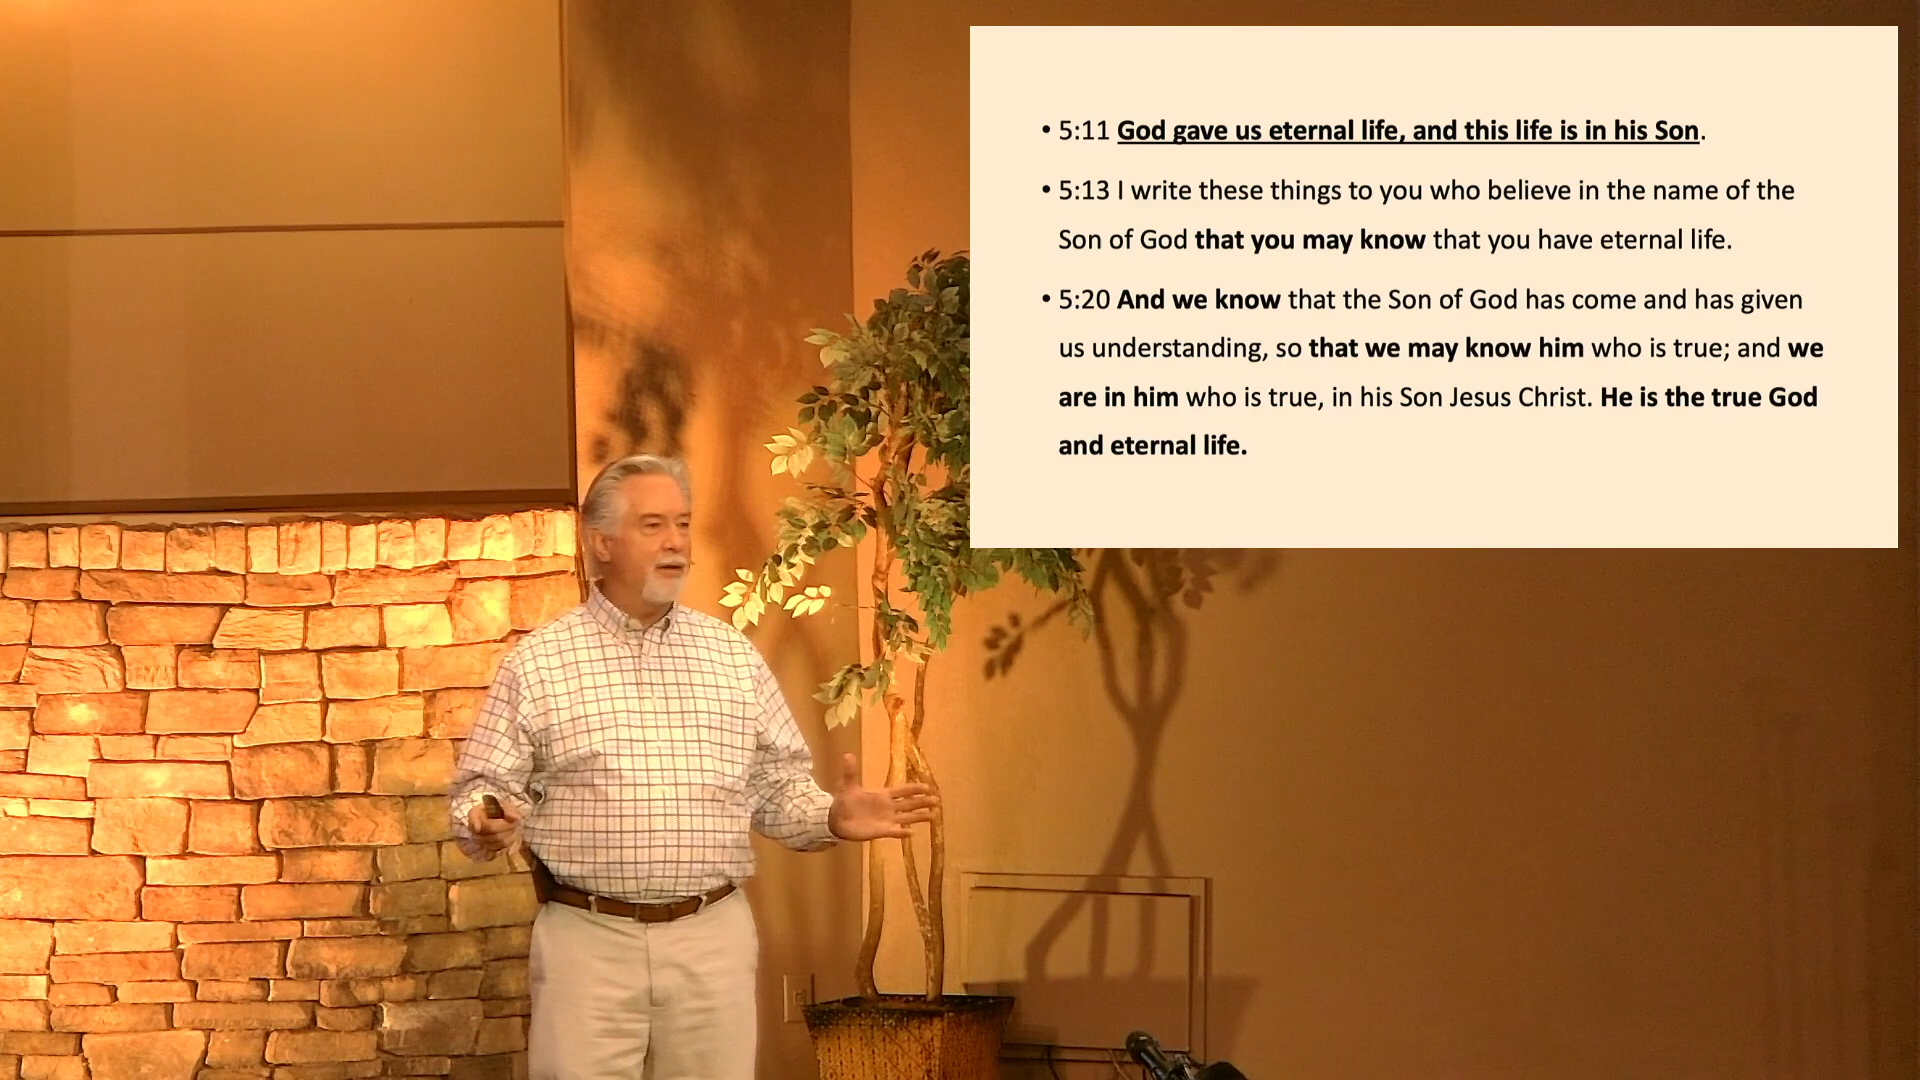 • 5:11 God gave us eternal life, and this life is in his Son.
• 5:13 I write these things to you who believe in the name of the
Son of God that you may know that you have eternal life.
• 5:20 And we know that the Son of God has come and has given
us understanding, so that we may know him who is true; and we
are in him who is true, in his Son Jesus Christ. He is the true God
and eternal life.